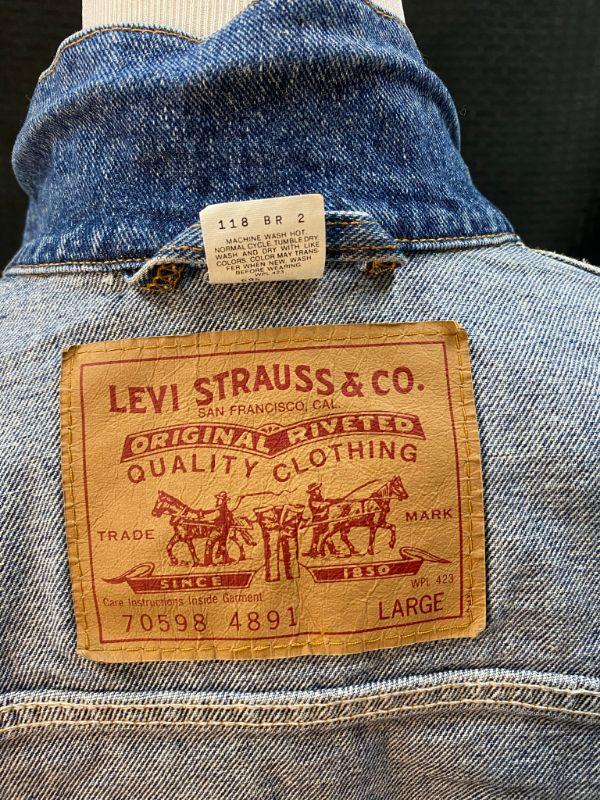 118 BR 2
MACHINE WASH HOT.
NORMAL CYCLE. TUMBLE DRY.
WASH AND DRY WITH LIKE
COLORS. COLOR MAY TRANS-
FER WHEN NEW. WASH
BEFORE WEARING
WPL 423
LEVI STRAUSS & CO.
SAN FRANCISCO, CAL.
ORIGINAL RIVETED
QUALITY CLOTHING
TRADE MARK
SINCE 1850
WPL 423
Care Instructions Inside Garment
70598 4891 LARGE